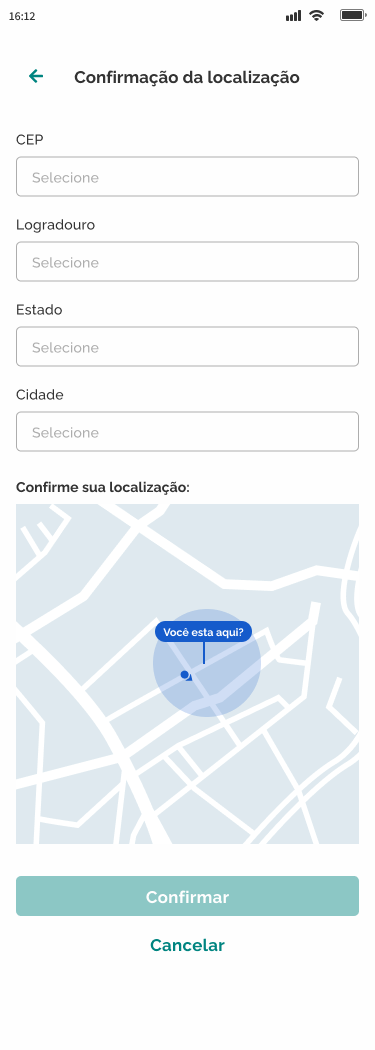 16:12
Confirmação da localização
CEP
Selecione
Logradouro
Selecione
Estado
Selecione
Cidade
Selecione
Confirme sua localização:
Você esta aqui?
Confirmar
Cancelar